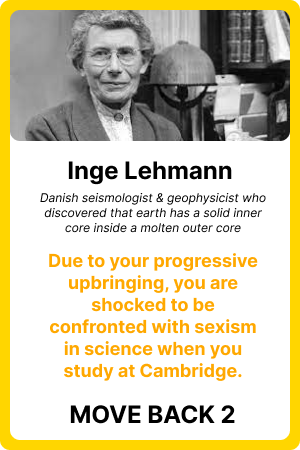 Inge Lehmann
Danish seismologist & geophysicist who
discovered that earth has a solid inner
core inside a molten outer core
Due to your progressive
upbringing, you are
shocked to be
confronted with sexism
in science when you
study at Cambridge.
MOVE BACK 2